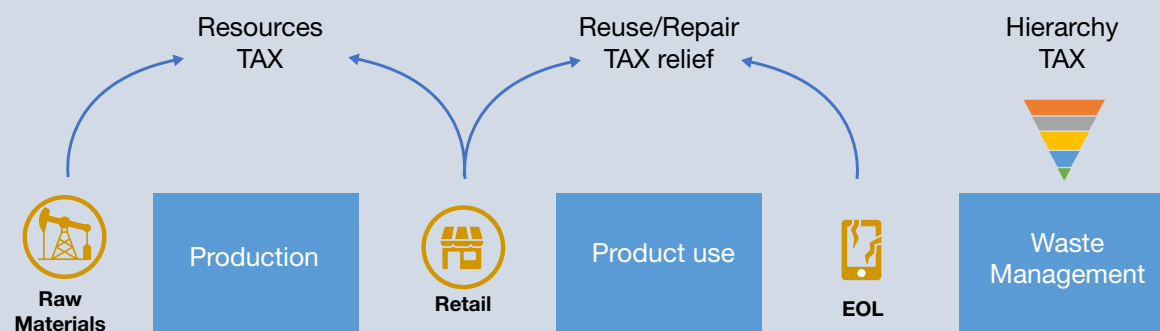 Resources
TAX
Reuse/Repair
TAX relief
Hierarchy
TAX
Raw
Materials
Production
Retail
Product use
EOL
Waste
Management